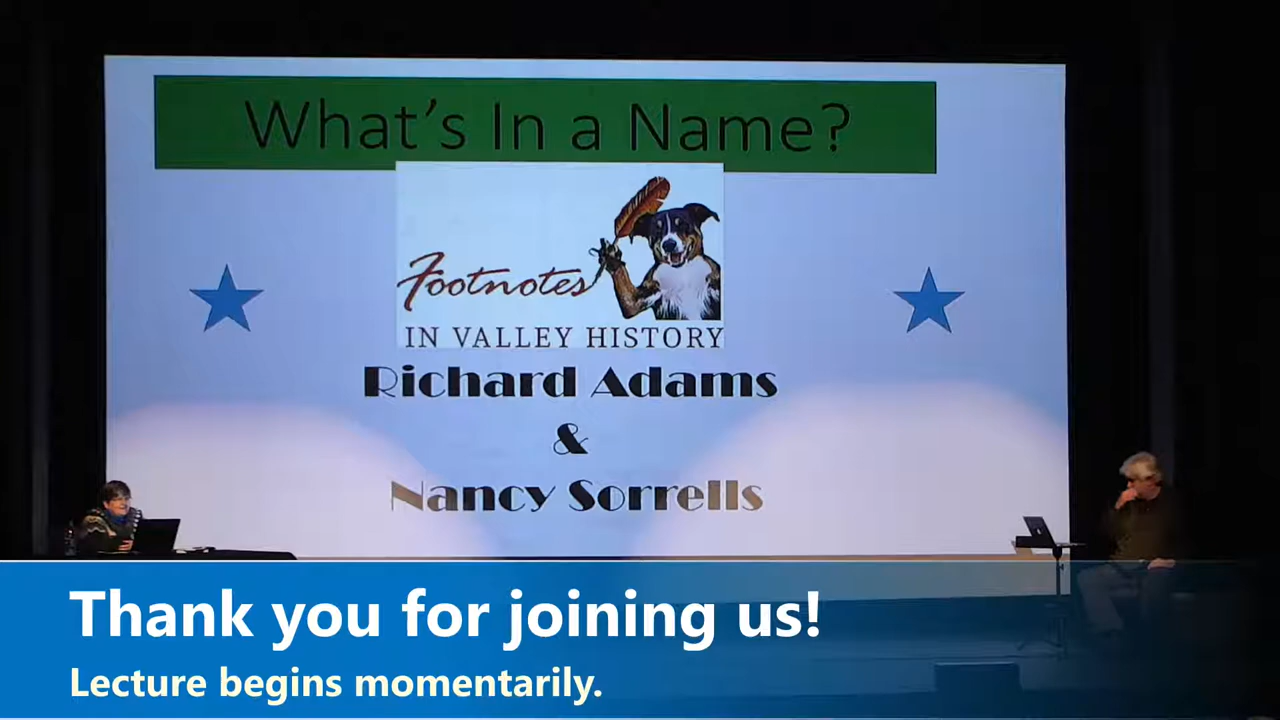 What's In a Name?
Footnotes
IN VALLEY HISTORY
Richard Adams
&
Nancy Sorrells
Thank you for joining us!
Lecture begins momentarily.